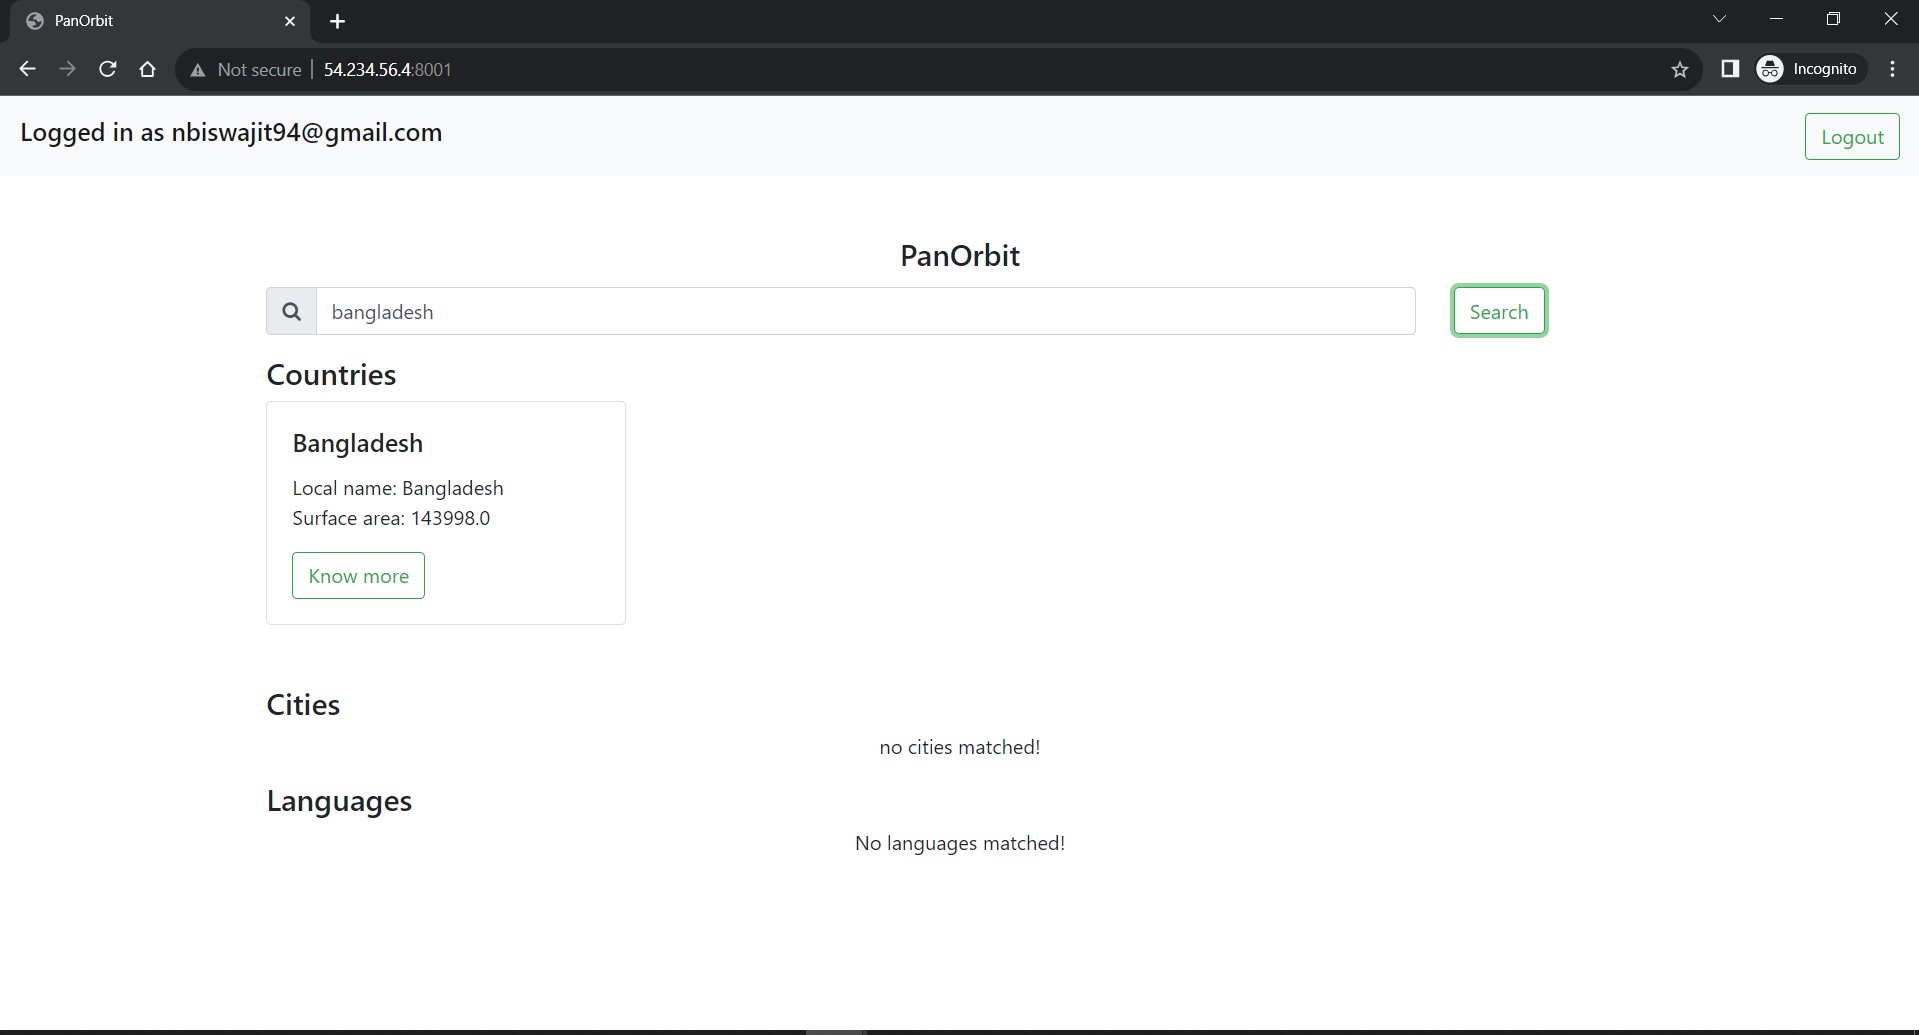 PanOrbit
Not secure 54.234.56.4:8001
Incognito
Logged in as nbiswajit94@gmail.com
Logout
PanOrbit
bangladesh
Search
Countries
Bangladesh
Local name: Bangladesh
Surface area: 143998.0
Know more
Cities
no cities matched!
Languages
No languages matched!